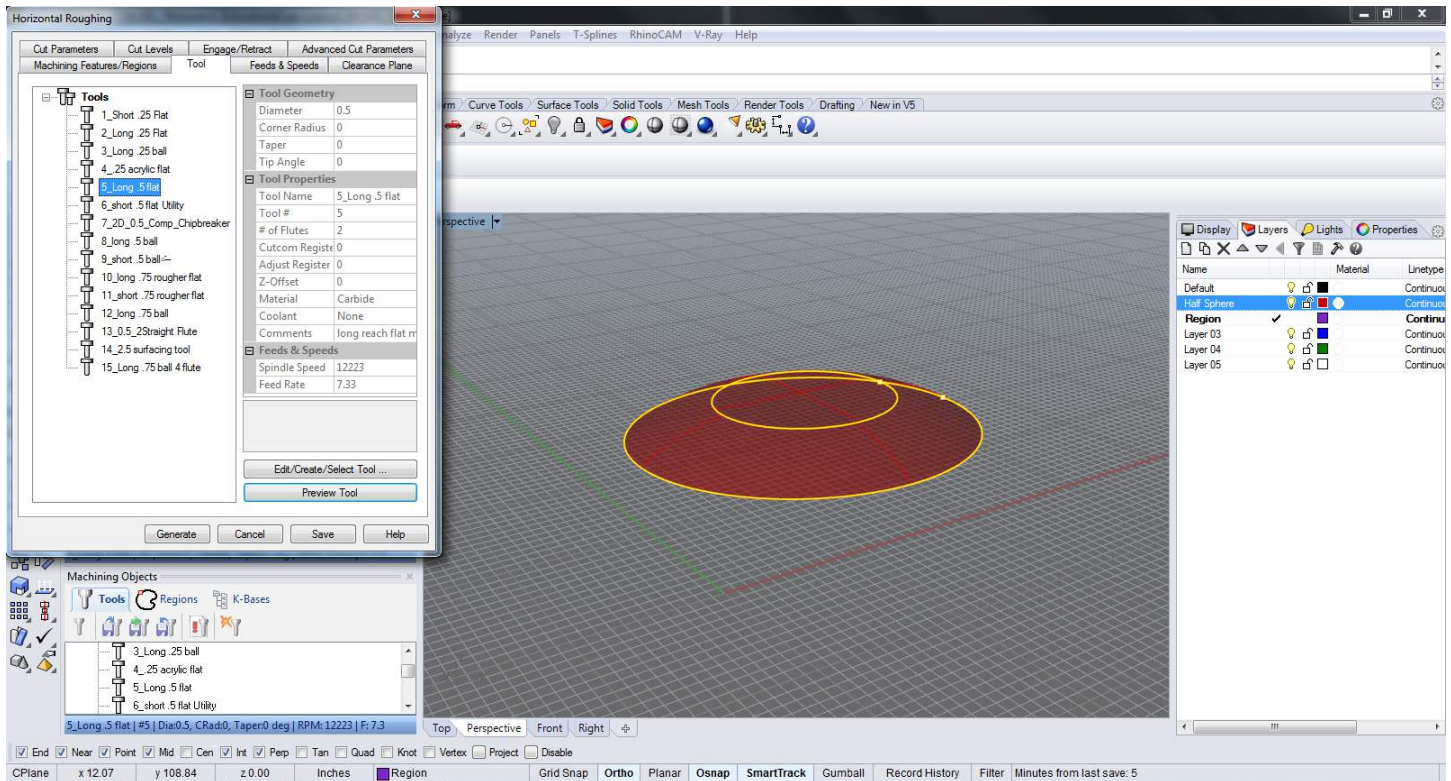 Horizontal Roughing
Cut Parameters Cut Levels Engage/Retract Advanced Cut Parameters
Machining Features/Regions Tool Feeds & Speeds Clearance Plane
Tools
1_Short .25 Flat
2_Long .25 Flat
3_Long .25 ball
4_.25 acrylic flat
5_Long .5 flat
6_short .5 flat Utility
7_2D_0.5_Comp_Chipbreaker
8_long .5 ball
9_short .5 ball
10_long .75 rougher flat
11_short .75 rougher flat
12_long .75 ball
13_0.5_2Straight Flute
14_2.5 surfacing tool
15_Long .75 ball 4 flute
Tool Geometry
Diameter 0.5
Corner Radius 0
Taper 0
Tip Angle 0
Tool Properties
Tool Name 5_Long .5 flat
Tool # 5
# of Flutes 2
Cutcom Registe 0
Adjust Register 0
Z-Offset 0
Material Carbide
Coolant None
Comments long reach flat m
Feeds & Speeds
Spindle Speed 12223
Feed Rate 7.33
Edit/Create/Select Tool ...
Preview Tool
Generate Cancel Save Help
nalyze Render Panels T-Splines RhinoCAM V-Ray Help
rm Curve Tools Surface Tools Solid Tools Mesh Tools Render Tools Drafting New in V5
rspective
Display Layers Lights Properties
Name Material Linetype
Default Continuou
Half Sphere Continuou
Region Continu
Layer 03 Continuou
Layer 04 Continuou
Layer 05 Continuou
Machining Objects
Tools Regions K-Bases
3_Long .25 ball
4_.25 acrylic flat
5_Long .5 flat
6_short .5 flat Utility
5_Long .5 flat | #5 | Dia:0.5, CRad:0, Taper:0 deg | RPM: 12223 | F: 7.3
Top Perspective Front Right
End Near Point Mid Cen Int Perp Tan Quad Knot Vertex Project Disable
CPlane x 12.07 y 108.84 z 0.00 Inches Region Grid Snap Ortho Planar Osnap SmartTrack Gumball Record History Filter Minutes from last save: 5